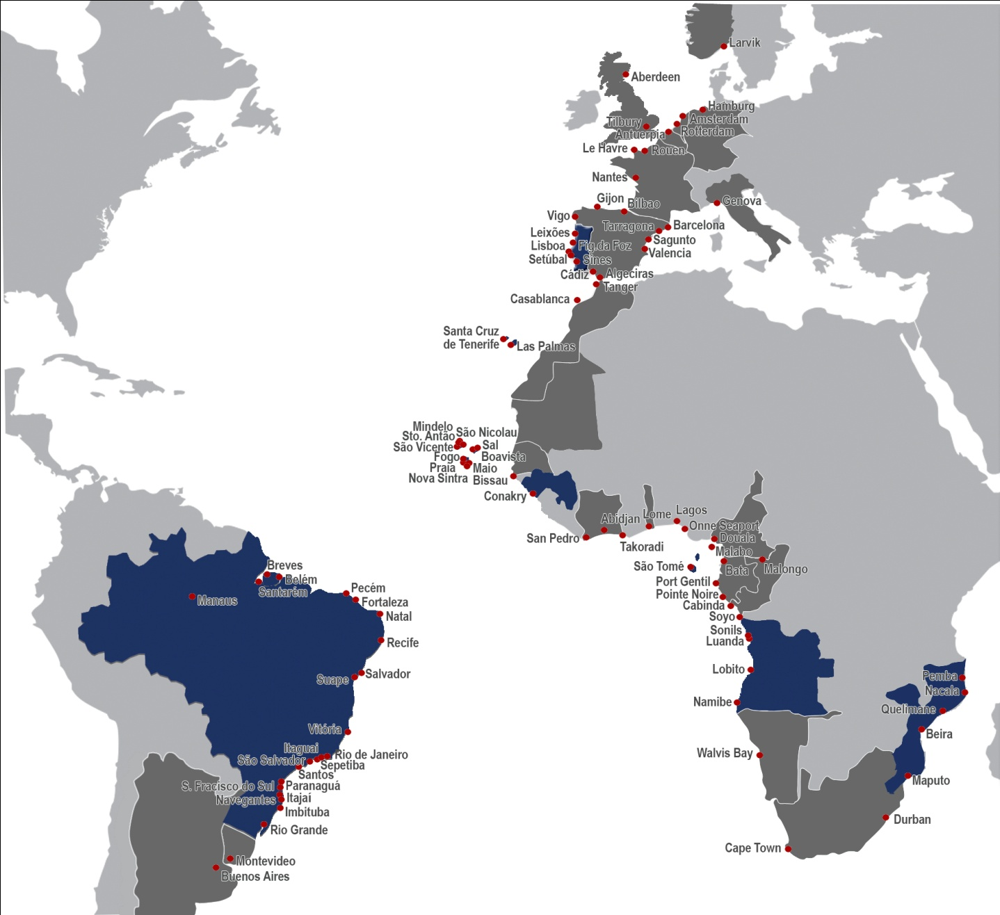 Larvik
Aberdeen
Hamburg
Amsterdam
Tilbury
Rotterdam
Antuerpia
Le Havre
Rouen
Nantes
Gijon
Bilbao
Genova
Vigo
Tarragona
Barcelona
Leixões
Sagunto
Lisboa
Fig.da Foz
Valencia
Setúbal
Sines
Cádiz
Algeciras
Tanger
Casablanca
Santa Cruz
de Tenerife
Las Palmas
Mindelo
São Nicolau
Sto. Antão
São Vicente
Sal
Fogo
Boavista
Praia
Maio
Nova Sintra
Bissau
Conakry
Abidjan
Lome
Lagos
Onne Seaport
San Pedro
Takoradi
Douala
Malabo
São Tomé
Bata
Malongo
Port Gentil
Pointe Noire
Cabinda
Soyo
Sonils
Luanda
Lobito
Namibe
Walvis Bay
Cape Town
Durban
Maputo
Beira
Quelimane
Nacala
Pemba
Breves
Belém
Santarém
Manaus
Pecém
Fortaleza
Natal
Recife
Salvador
Suape
Vitória
Itaguai
Rio de Janeiro
São Salvador
Sepetiba
Santos
S. Fracisco do Sul
Paranaguá
Navegantes
Itajaí
Imbituba
Rio Grande
Montevideo
Buenos Aires